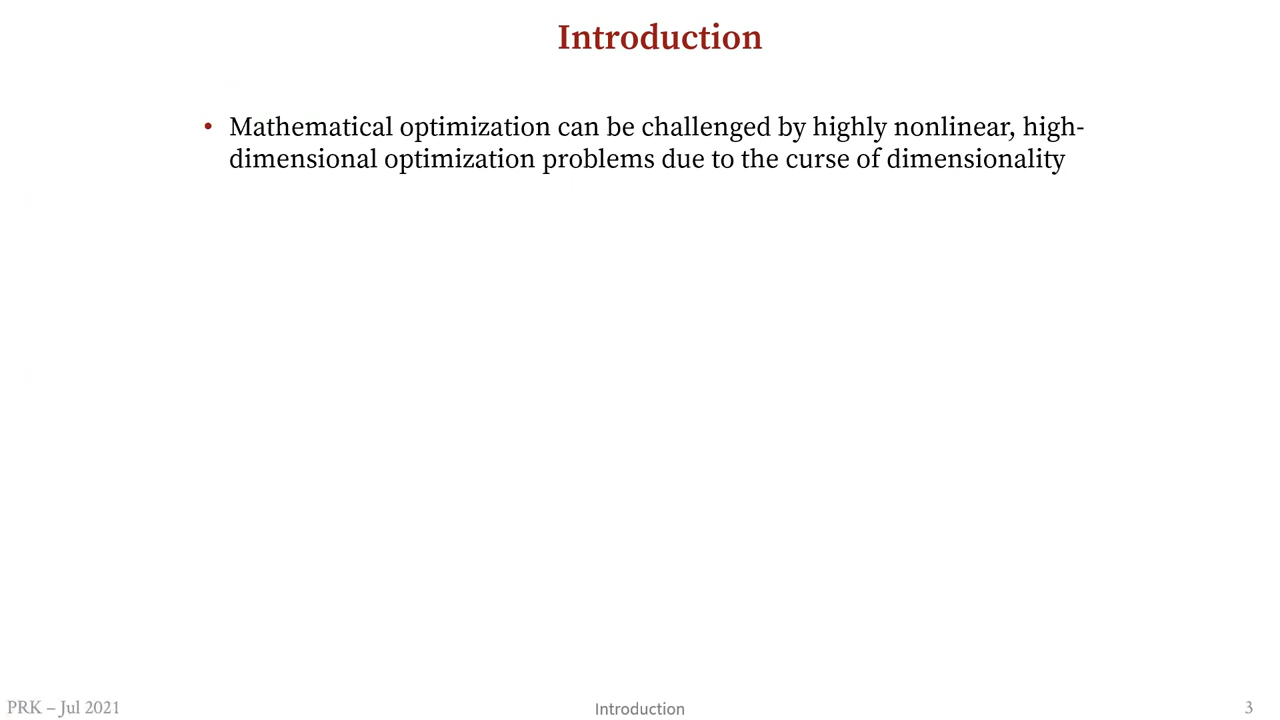 Introduction
• Mathematical optimization can be challenged by highly nonlinear, high-
dimensional optimization problems due to the curse of dimensionality
PRK – Jul 2021
Introduction
3